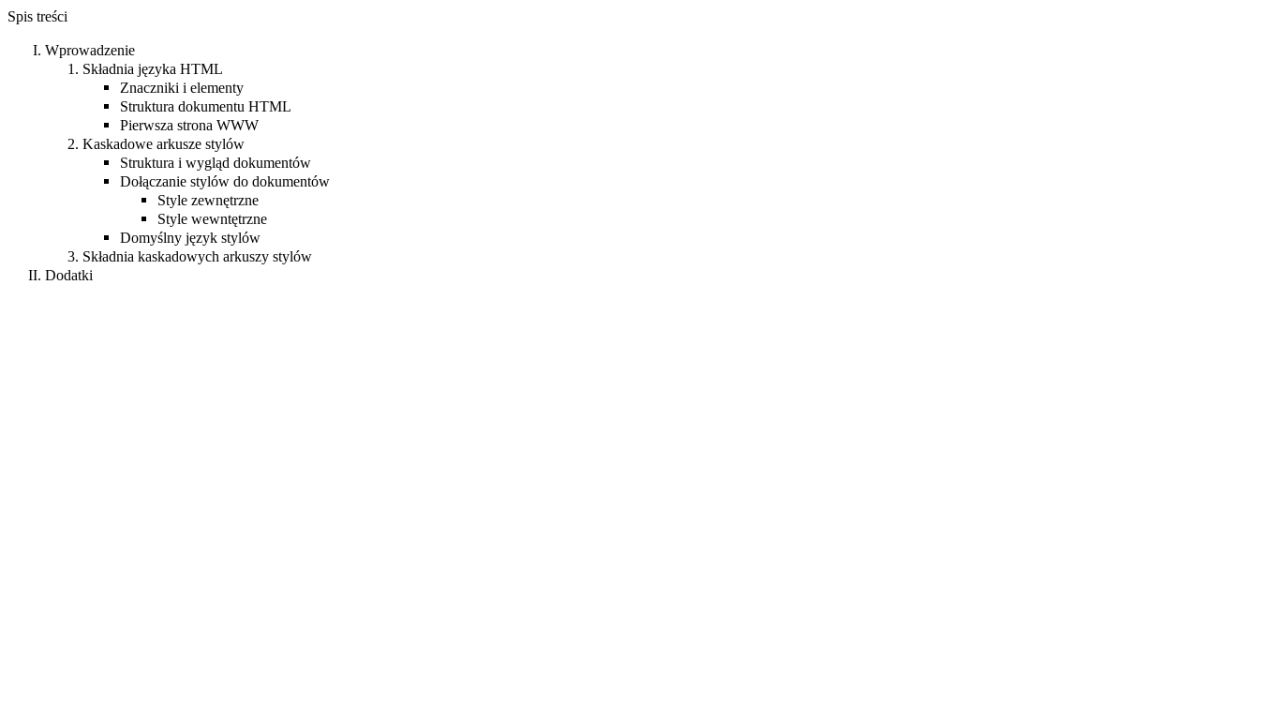 Spis treści
I. Wprowadzenie
1. Składnia języka HTML
▪ Znaczniki i elementy
▪ Struktura dokumentu HTML
▪ Pierwsza strona WWW
2. Kaskadowe arkusze stylów
▪ Struktura i wygląd dokumentów
▪ Dołączanie stylów do dokumentów
▪ Style zewnętrzne
▪ Style wewntętrzne
▪ Domyślny język stylów
3. Składnia kaskadowych arkuszy stylów
II. Dodatki